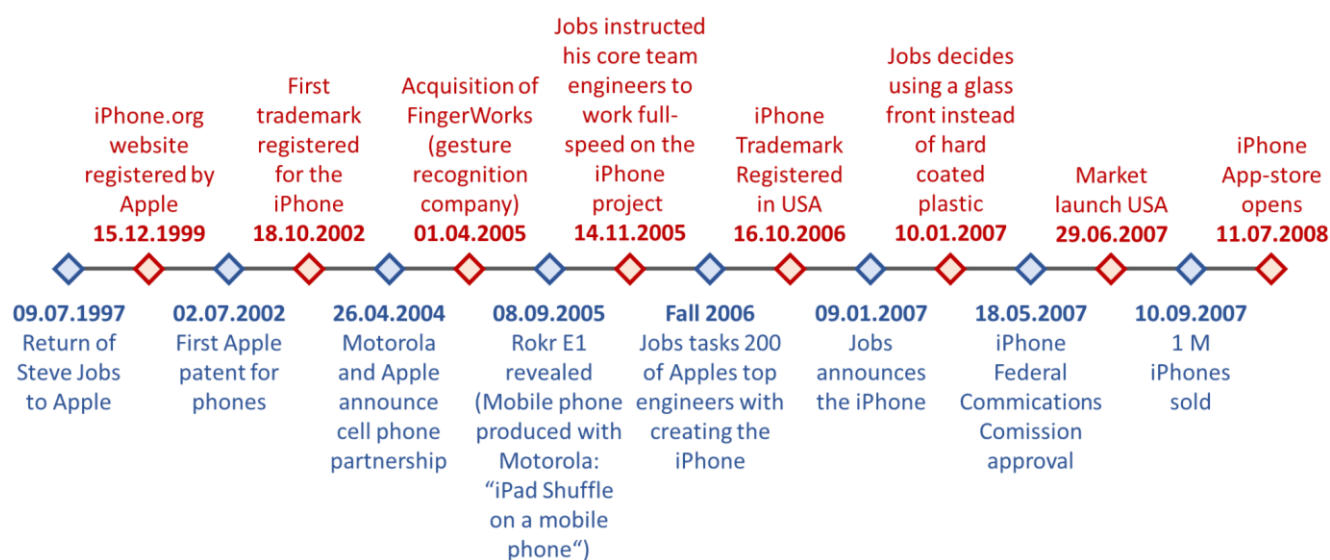 iPhone.org
website
registered by
Apple
15.12.1999
First
trademark
registered
for the
iPhone
18.10.2002
Acquisition of
FingerWorks
(gesture
recognition
company)
01.04.2005
Jobs instructed
his core team
engineers to
work full-
speed on the
iPhone
project
14.11.2005
iPhone
Trademark
Registered
in USA
16.10.2006
Jobs decides
using a glass
front instead
of hard
coated
plastic
10.01.2007
Market
launch USA
29.06.2007
iPhone
App-store
opens
11.07.2008
09.07.1997
Return of
Steve Jobs
to Apple
02.07.2002
First Apple
patent for
phones
26.04.2004
Motorola
and Apple
announce
cell phone
partnership
08.09.2005
Rokr E1
revealed
(Mobile phone
produced with
Motorola:
“iPad Shuffle
on a mobile
phone“)
Fall 2006
Jobs tasks 200
of Apples top
engineers with
creating the
iPhone
09.01.2007
Jobs
announces
the iPhone
18.05.2007
iPhone
Federal
Commications
Comission
approval
10.09.2007
1 M
iPhones
sold